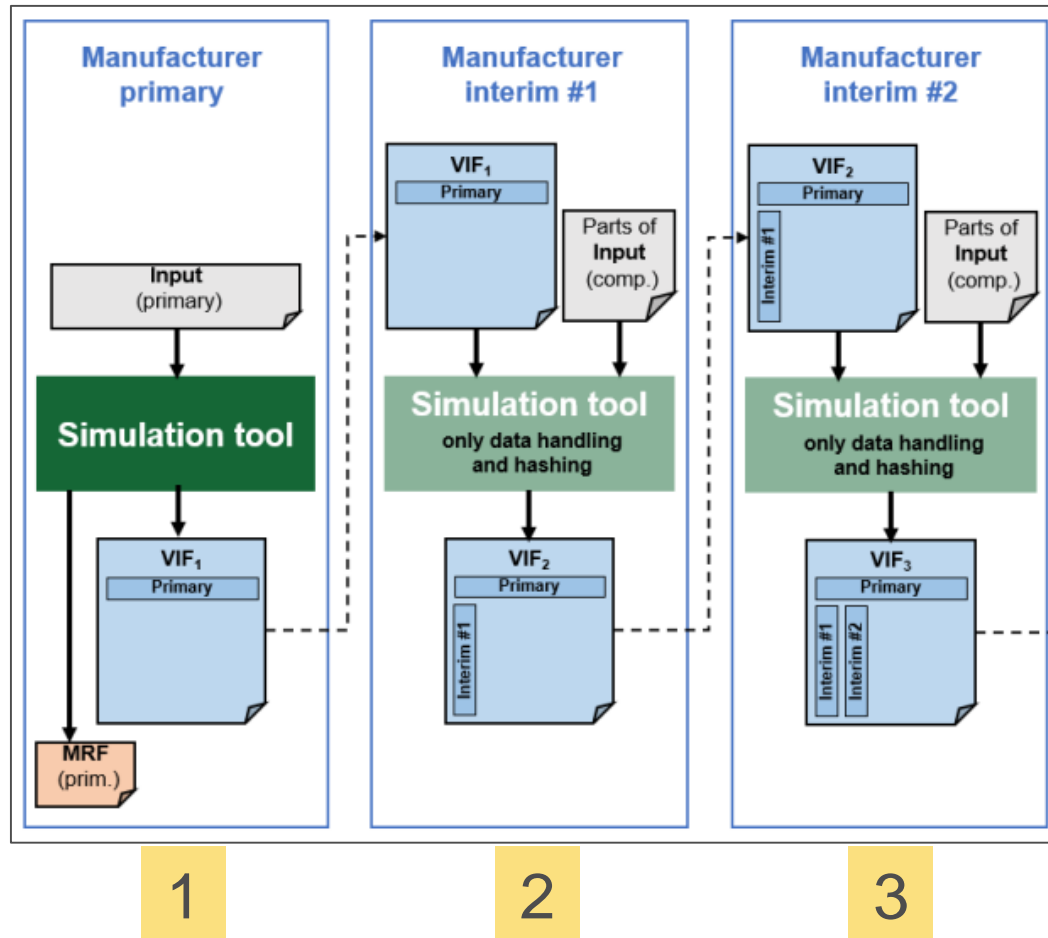 Manufacturer
primary
Input
(primary)
Simulation tool
VIF₁
Primary
MRF
(prim.)
Manufacturer
interim #1
VIF₁
Primary
Parts of
Input
(comp.)
Simulation tool
only data handling
and hashing
VIF₂
Primary
Interim #1
Manufacturer
interim #2
VIF₂
Primary
Interim #1
Parts of
Input
(comp.)
Simulation tool
only data handling
and hashing
VIF₃
Primary
Interim #1
Interim #2
1
2
3